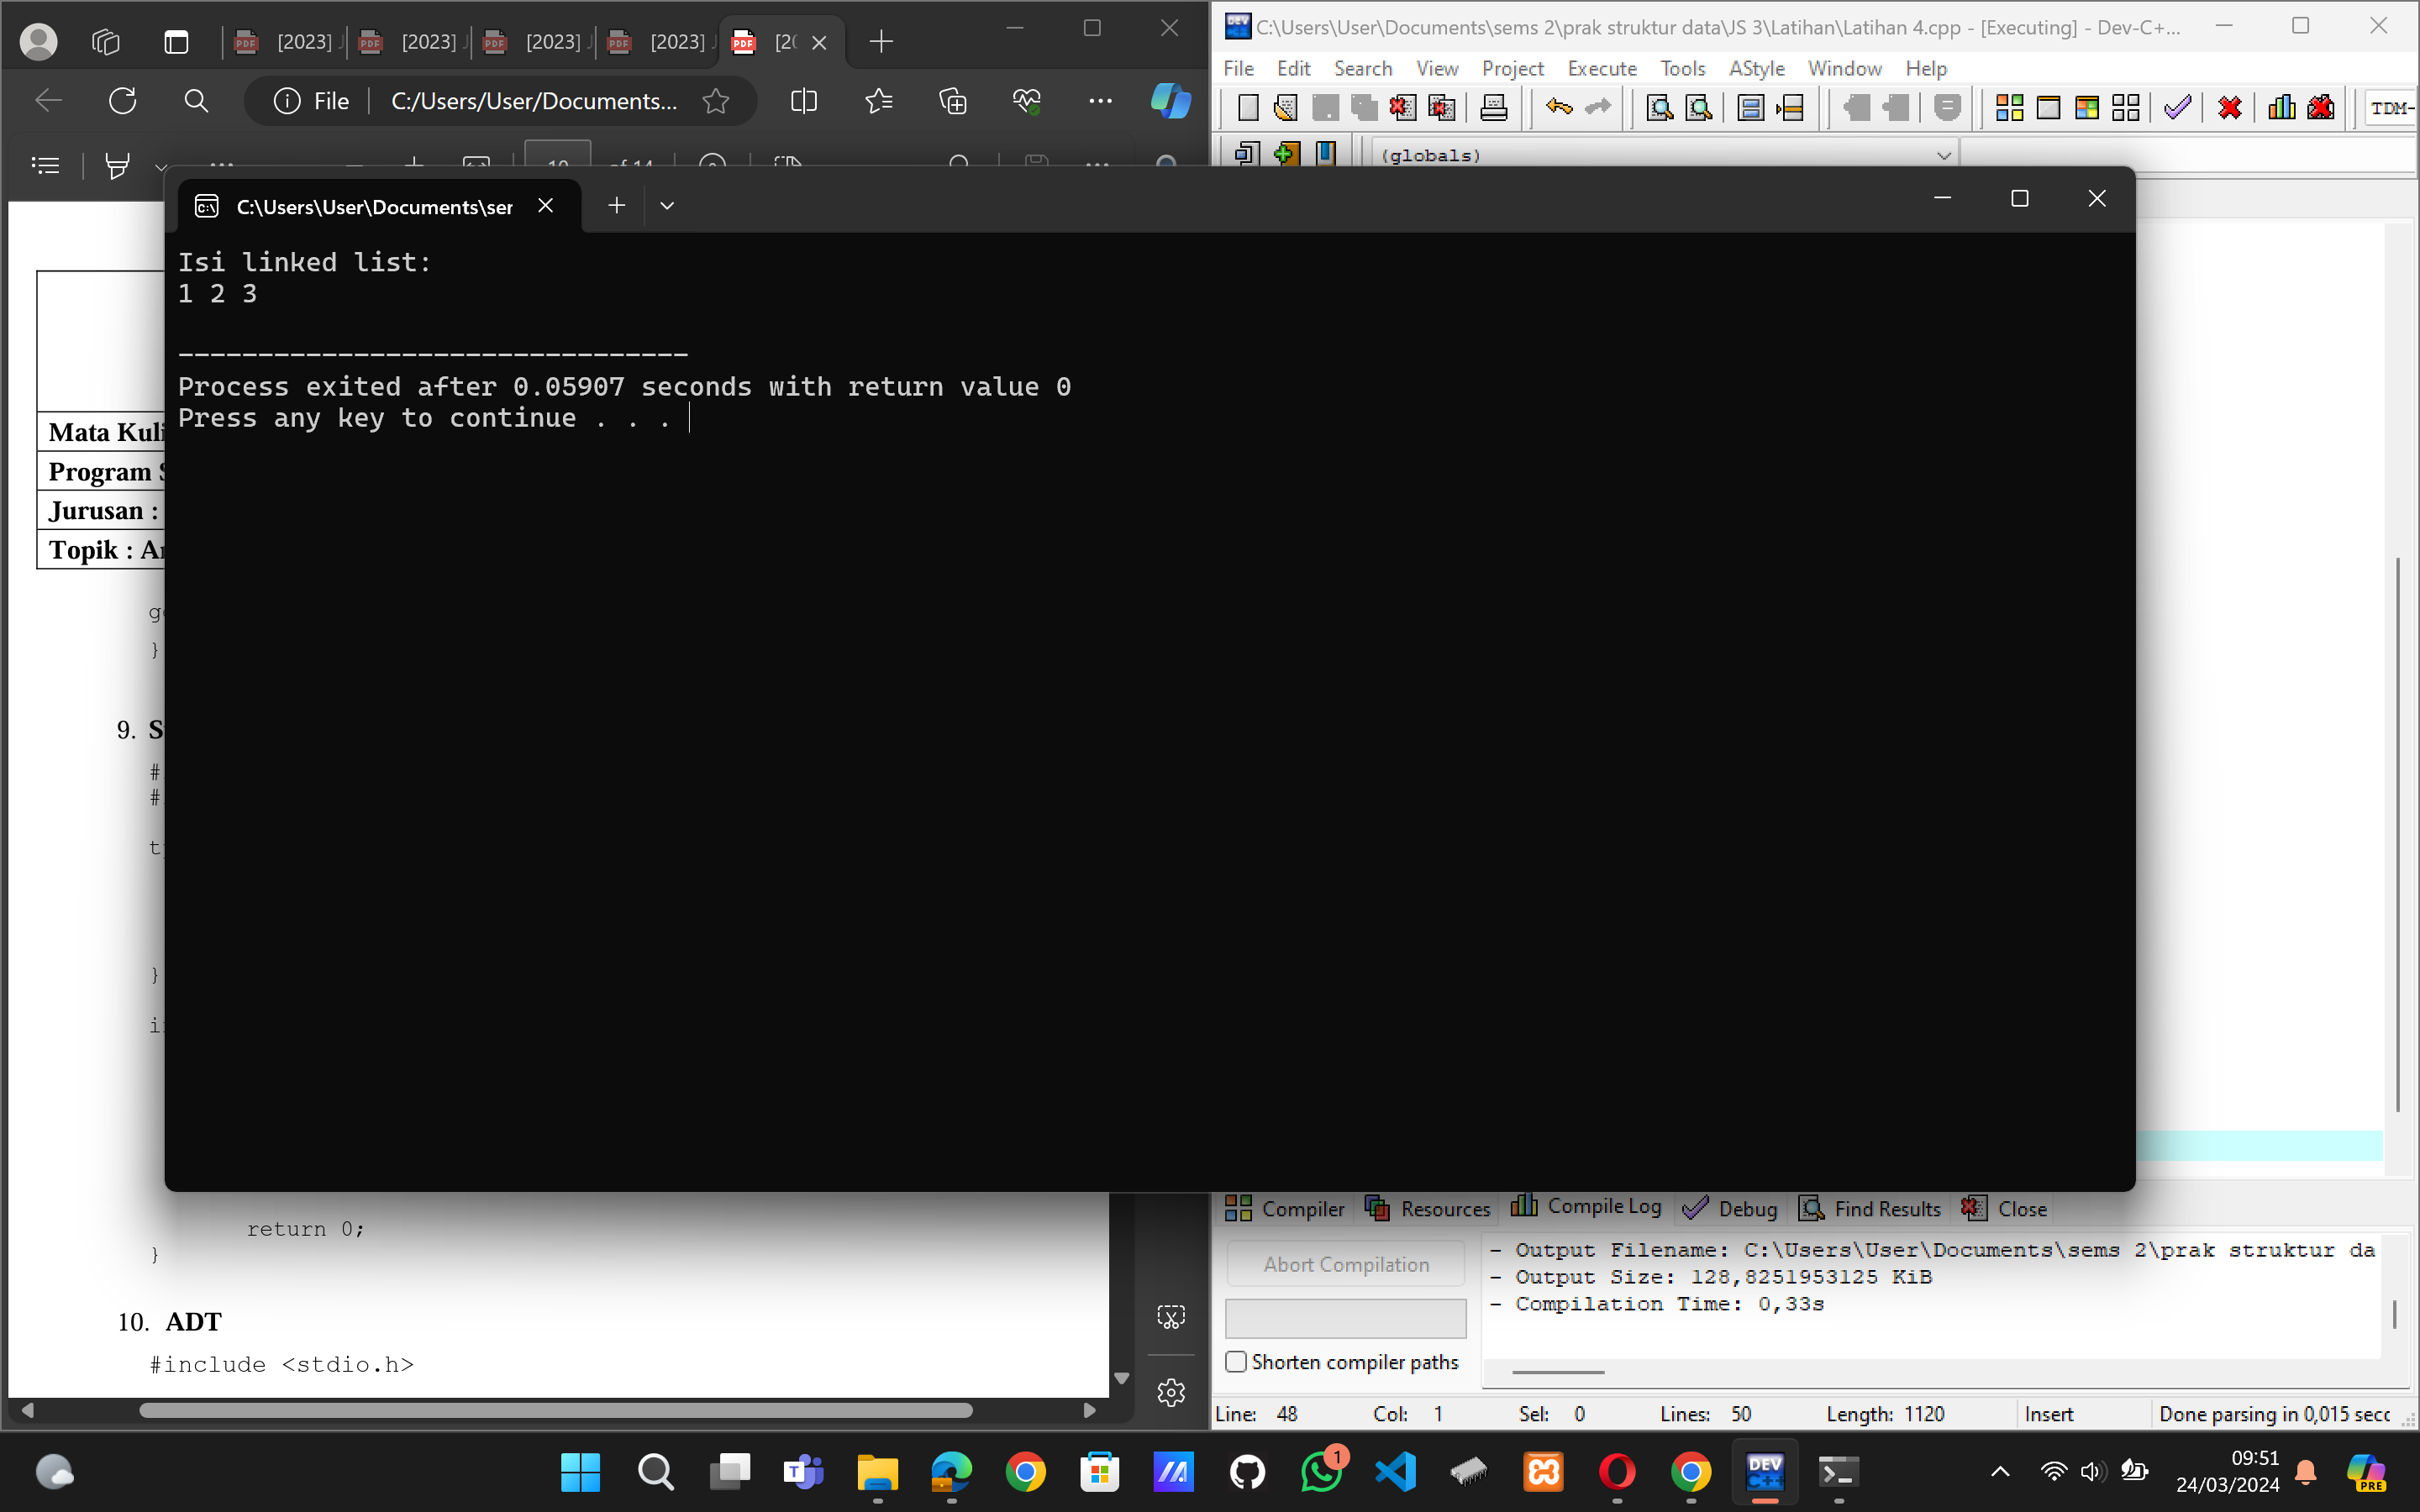 [2023] J
[2023] J
[2023] J
[2023] J
File
C:/Users/User/Documents...
10
of 14
C:\Users\User\Documents\sems 2\prak struktur data\JS 3\Latihan\Latihan 4.cpp - [Executing] - Dev-C+...
File Edit Search View Project Execute Tools AStyle Window Help
TDM-
(globals)
C:\Users\User\Documents\ser
Isi linked list:
1 2 3
--------------------------------
Process exited after 0.05907 seconds with return value 0
Press any key to continue . . .
Mata Kuli
Program S
Jurusan :
Topik : Ar
}
9. S
#
#
}
return 0;
}
10. ADT
#include <stdio.h>
Compiler Resources Compile Log Debug Find Results Close
Abort Compilation
Shorten compiler paths
- Output Filename: C:\Users\User\Documents\sems 2\prak struktur da
- Output Size: 128,8251953125 KiB
- Compilation Time: 0,33s
Line: 48 Col: 1 Sel: 0 Lines: 50 Length: 1120 Insert Done parsing in 0,015 secc
1
DEV C++
09:51
24/03/2024
PRE